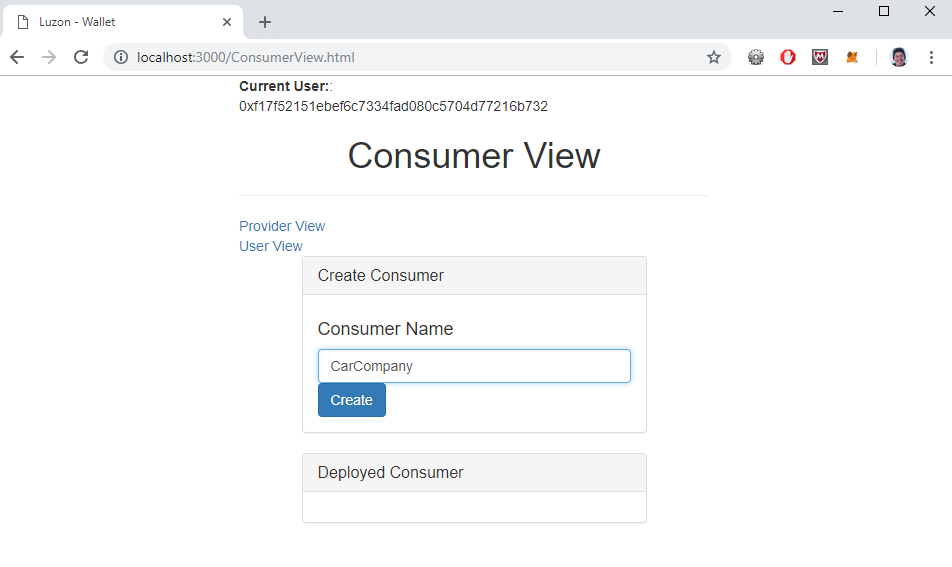 Luzon - Wallet
localhost:3000/ConsumerView.html
Current User::
0xf17f52151ebef6c7334fad080c5704d77216b732
Consumer View
Provider View
User View
Create Consumer
Consumer Name
CarCompany
Create
Deployed Consumer